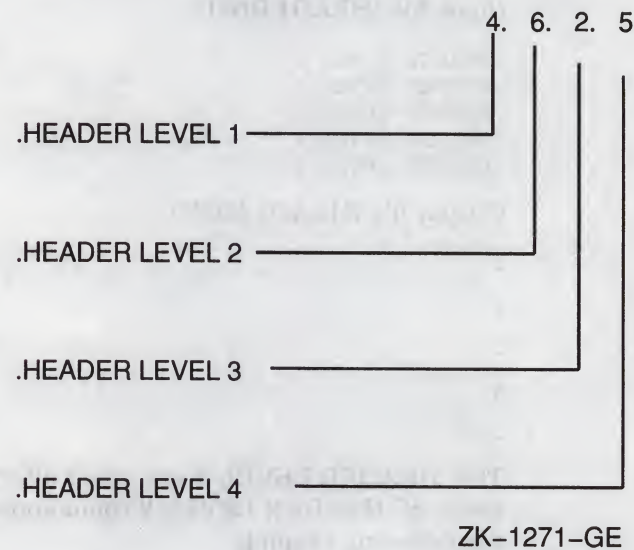 4. 6. 2. 5
.HEADER LEVEL 1
.HEADER LEVEL 2
.HEADER LEVEL 3
.HEADER LEVEL 4
ZK–1271–GE